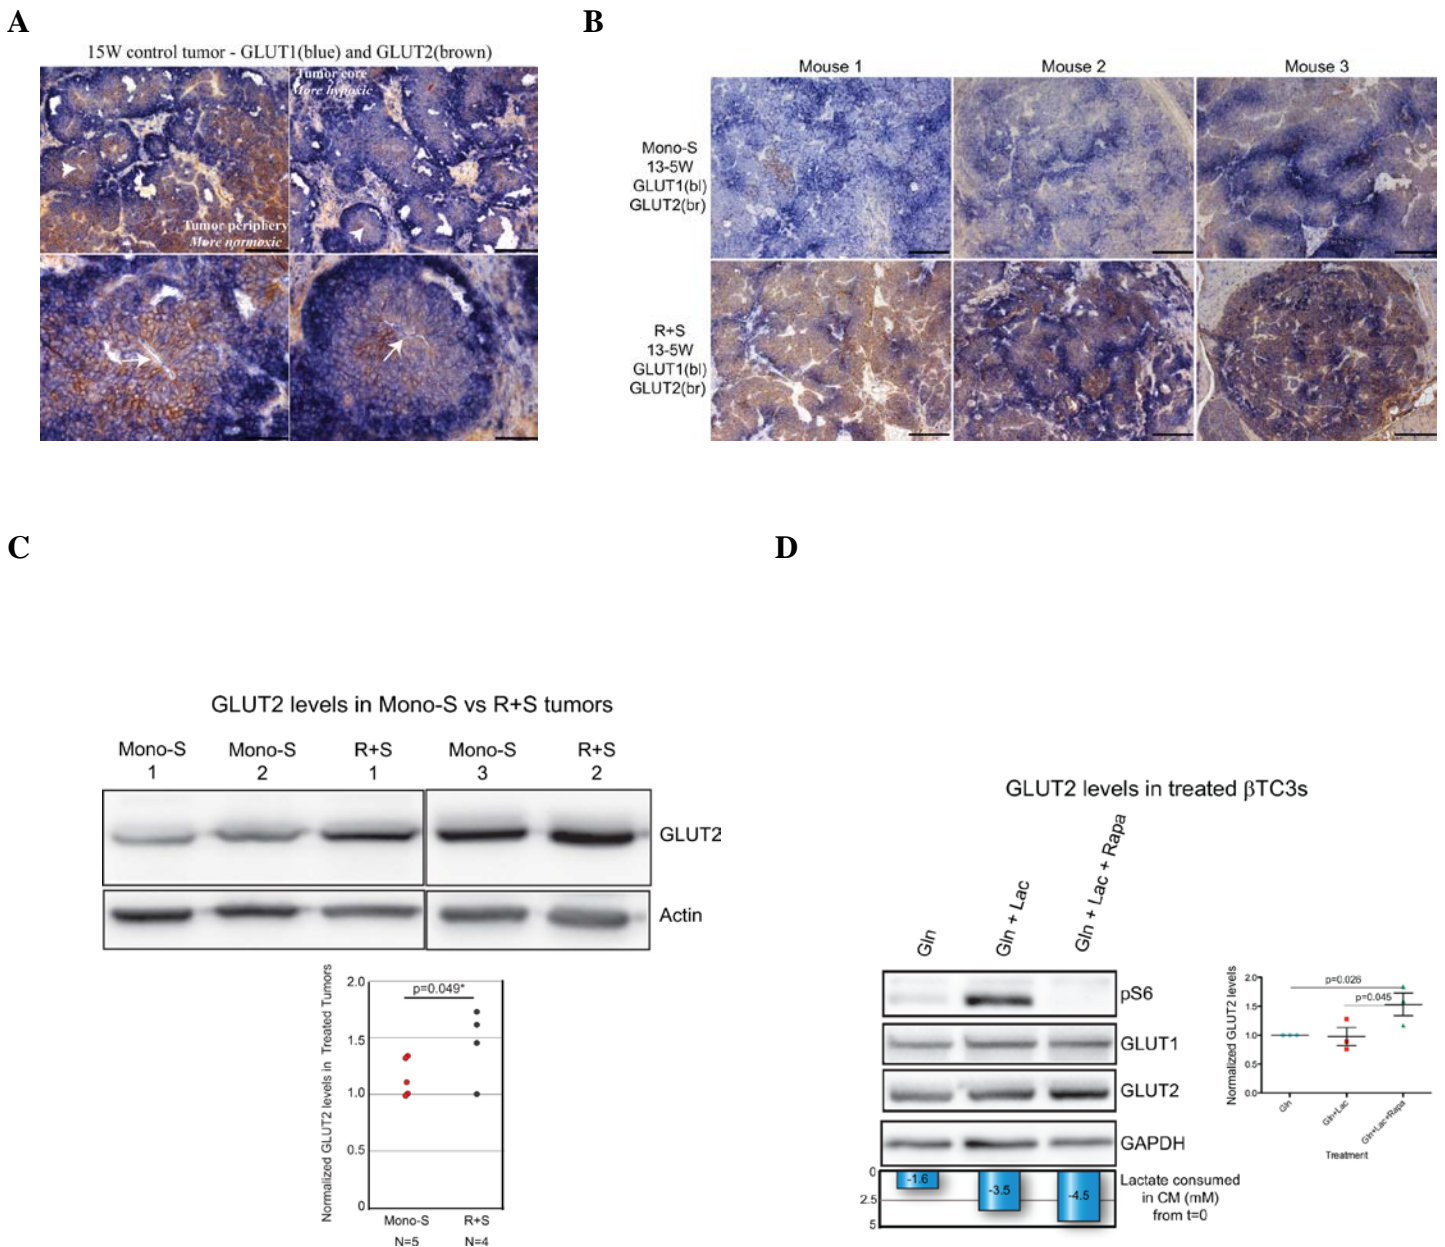 A
15W control tumor - GLUT1(blue) and GLUT2(brown)
Tumor core
More hypoxic
Tumor periphery
More normoxic
B
Mouse 1
Mouse 2
Mouse 3
Mono-S
13-5W
GLUT1(bl)
GLUT2(br)
R+S
13-5W
GLUT1(bl)
GLUT2(br)
C
GLUT2 levels in Mono-S vs R+S tumors
Mono-S
1
Mono-S
2
R+S
1
Mono-S
3
R+S
2
GLUT2
Actin
Normalized GLUT2 levels in Treated Tumors
2.0
1.5
1.0
0.5
0
p=0.049*
Mono-S
R+S
N=5
N=4
D
GLUT2 levels in treated βTC3s
Gln
Gln + Lac
Gln + Lac + Rapa
pS6
GLUT1
GLUT2
GAPDH
0
2.5
5
-1.6
-3.5
-4.5
Lactate consumed
in CM (mM)
from t=0
Normalized GLUT2 levels
2.0
1.5
1.0
0.5
0.0
p=0.026
p=0.045
Gln
Gln+Lac
Gln+Lac+Rapa
Treatment